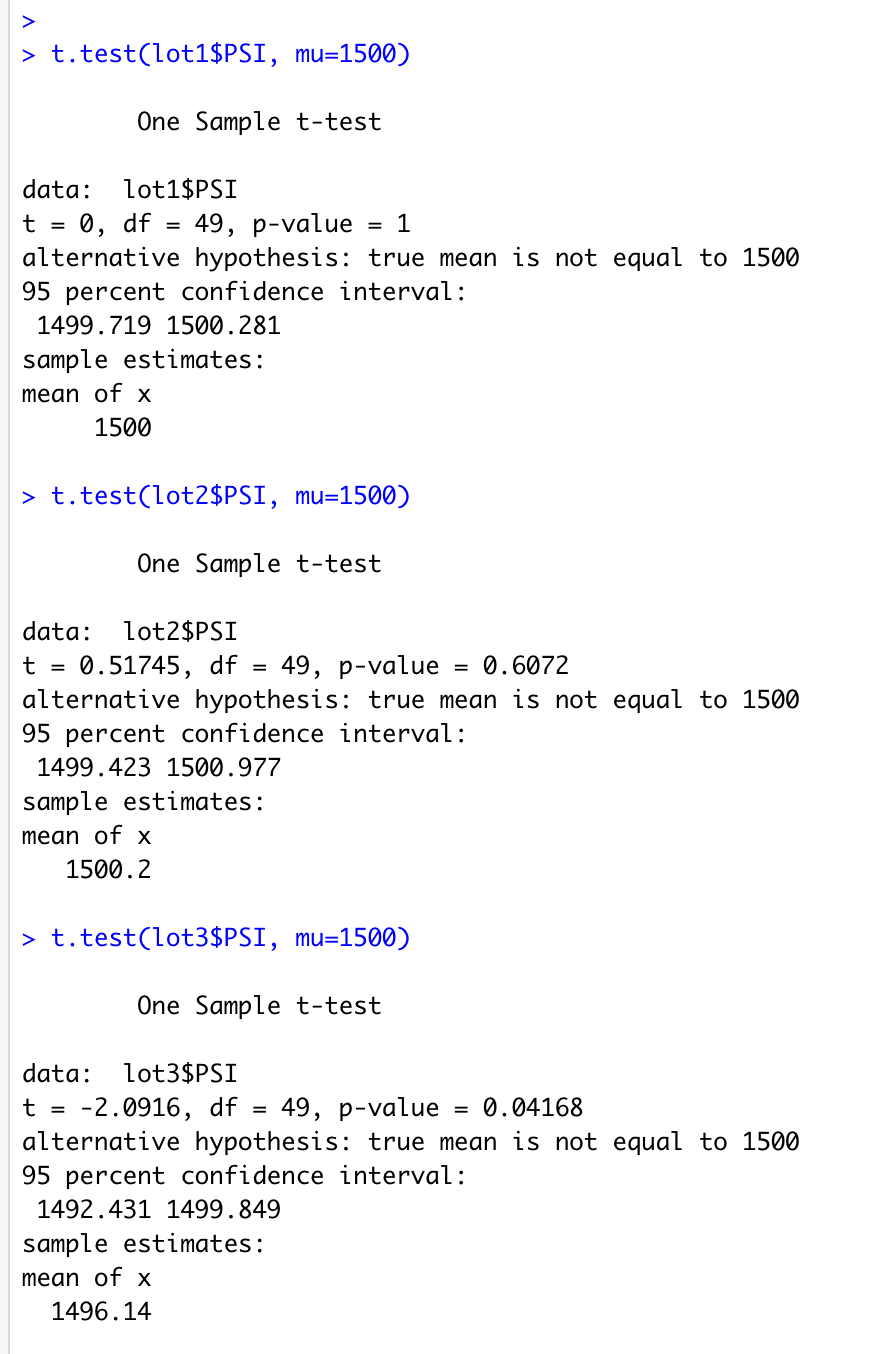 >
> t.test(lot1$PSI, mu=1500)
One Sample t-test
data:  lot1$PSI
t = 0, df = 49, p-value = 1
alternative hypothesis: true mean is not equal to 1500
95 percent confidence interval:
1499.719 1500.281
sample estimates:
mean of x
1500
> t.test(lot2$PSI, mu=1500)
One Sample t-test
data:  lot2$PSI
t = 0.51745, df = 49, p-value = 0.6072
alternative hypothesis: true mean is not equal to 1500
95 percent confidence interval:
1499.423 1500.977
sample estimates:
mean of x
1500.2
> t.test(lot3$PSI, mu=1500)
One Sample t-test
data:  lot3$PSI
t = -2.0916, df = 49, p-value = 0.04168
alternative hypothesis: true mean is not equal to 1500
95 percent confidence interval:
1492.431 1499.849
sample estimates:
mean of x
1496.14